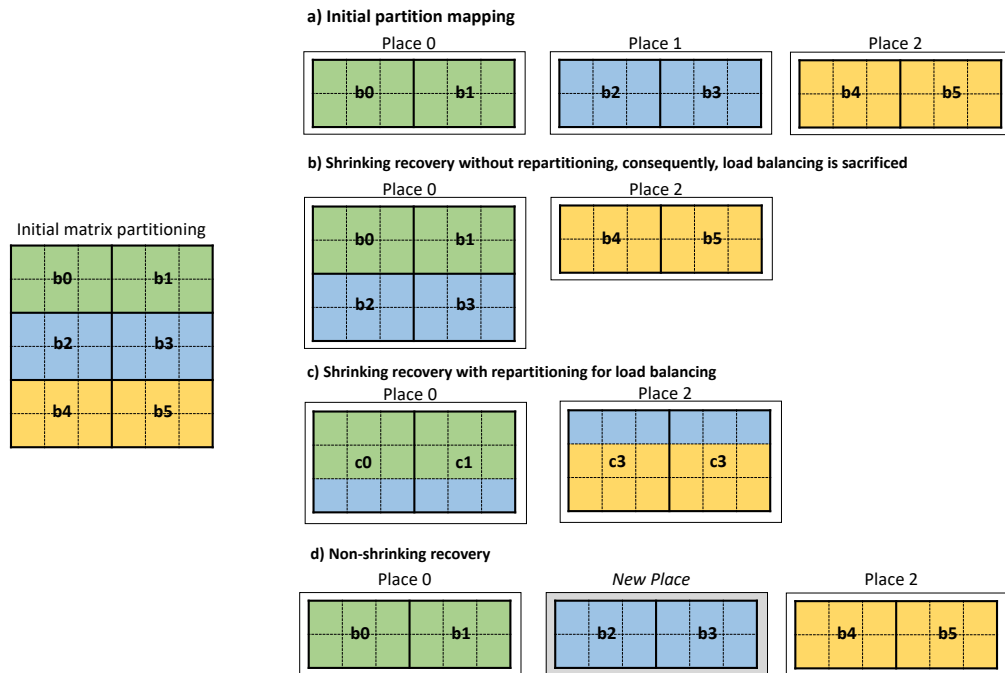 a) Initial partition mapping
Place 0 Place 1 Place 2
b0 b1 b2 b3 b4 b5
b) Shrinking recovery without repartitioning, consequently, load balancing is sacrificed
Place 0 Place 2
b0 b1 b4 b5
b2 b3
Initial matrix partitioning
b0 b1
b2 b3
b4 b5
c) Shrinking recovery with repartitioning for load balancing
Place 0 Place 2
c0 c1 c3 c3
d) Non-shrinking recovery
Place 0 New Place Place 2
b0 b1 b2 b3 b4 b5